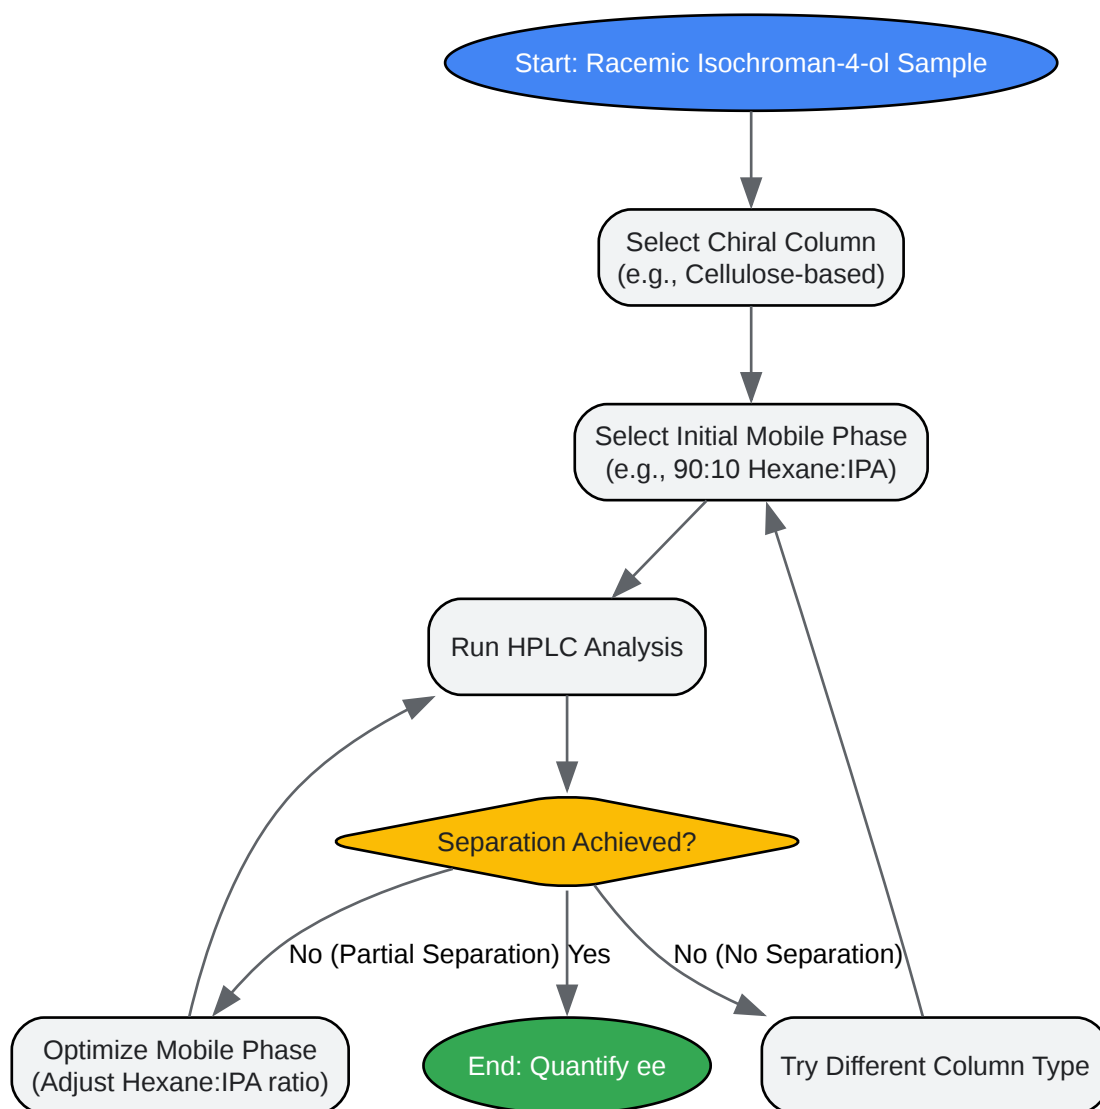 Start: Racemic Isochroman-4-ol Sample
Select Chiral Column
(e.g., Cellulose-based)
Select Initial Mobile Phase
(e.g., 90:10 Hexane:IPA)
Run HPLC Analysis
Separation Achieved?
No (Partial Separation)
Yes
No (No Separation)
Optimize Mobile Phase
(Adjust Hexane:IPA ratio)
End: Quantify ee
Try Different Column Type